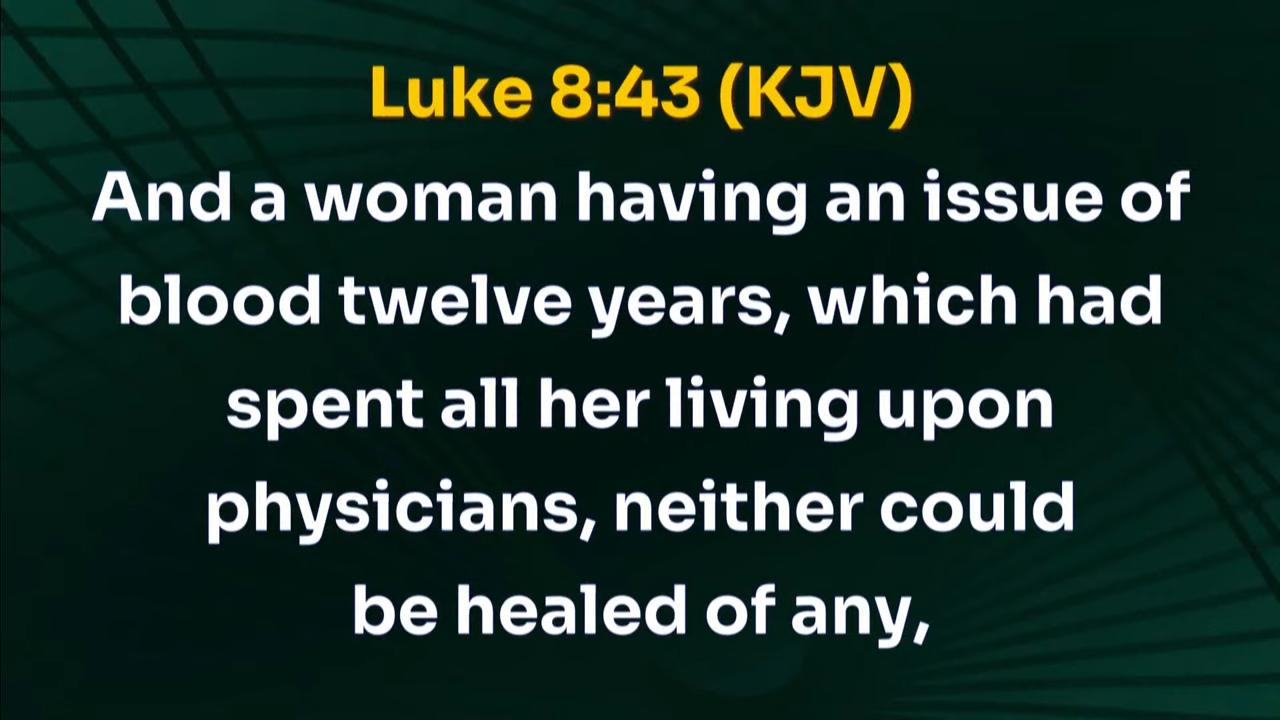 Luke 8:43 (KJV)
And a woman having an issue of
blood twelve years, which had
spent all her living upon
physicians, neither could
be healed of any,